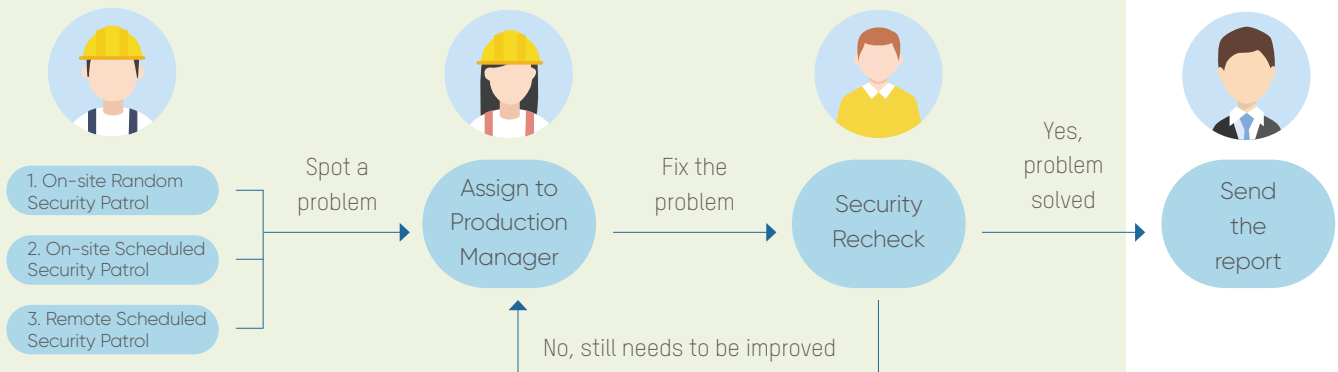 1. On-site Random
Security Patrol
2. On-site Scheduled
Security Patrol
3. Remote Scheduled
Security Patrol
Spot a
problem
Assign to
Production
Manager
Fix the
problem
Security
Recheck
Yes,
problem
solved
Send
the
report
No, still needs to be improved